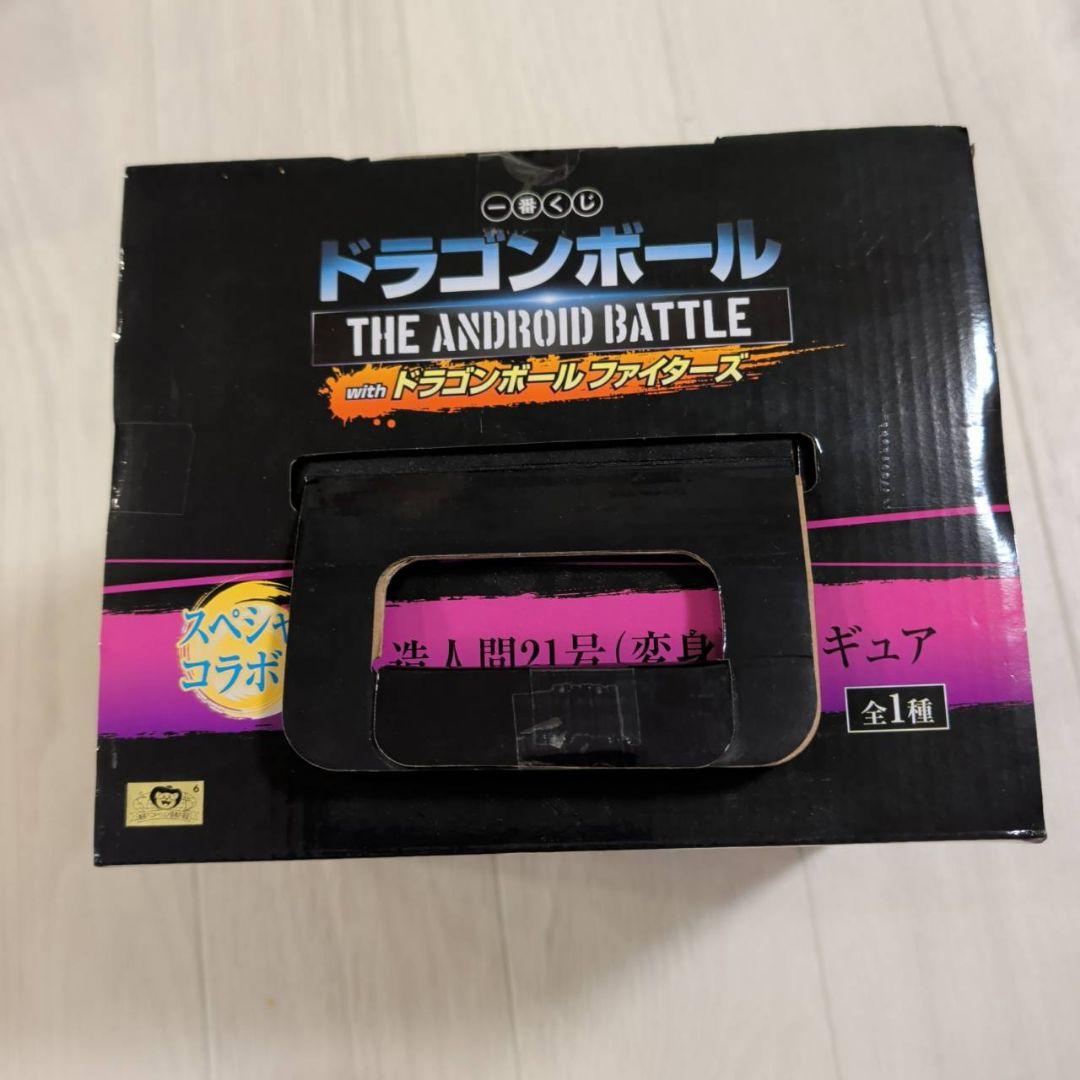 一番くじ
ドラゴンボール
THE ANDROID BATTLE
with ドラゴンボール ファイターズ
スペシャ
コラボ
造人間21号(変身
ギュア
全1種
6